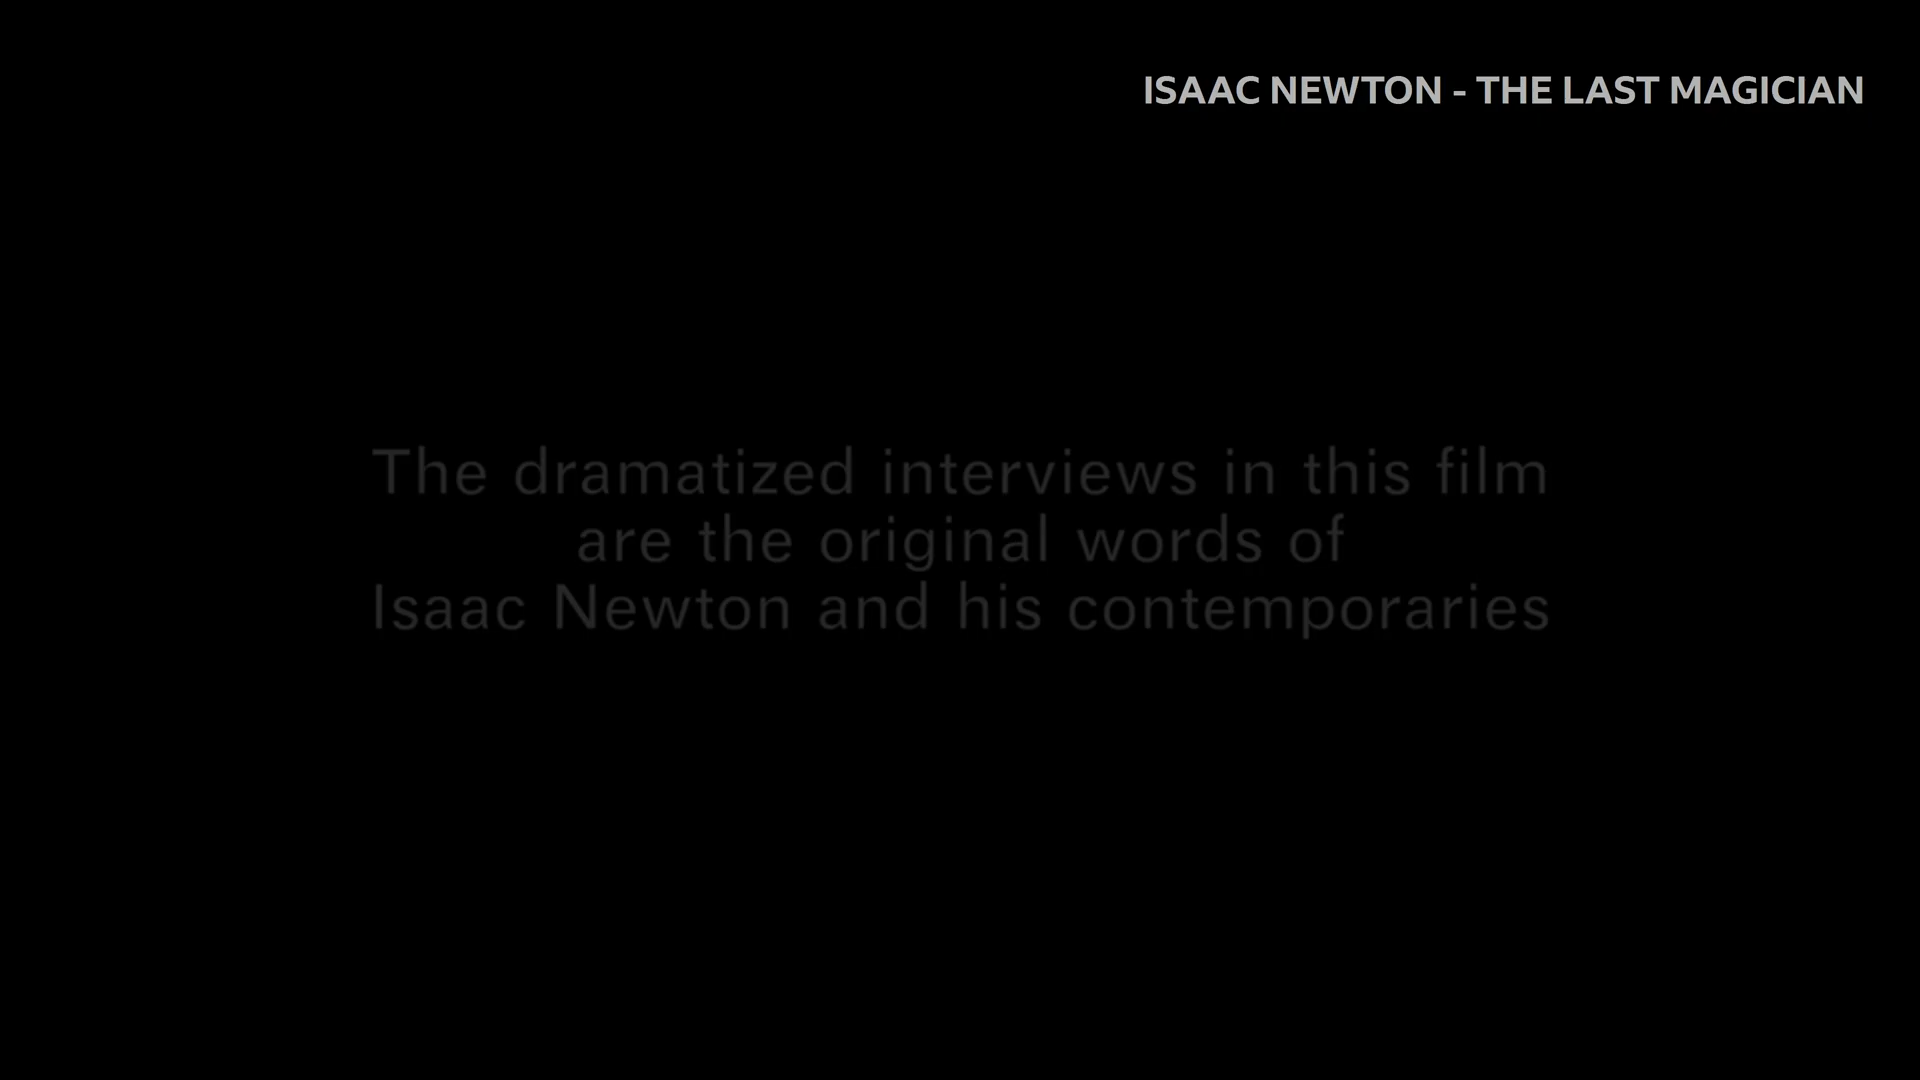 ISAAC NEWTON - THE LAST MAGICIAN
The dramatized interviews in this film
are the original words of
Isaac Newton and his contemporaries